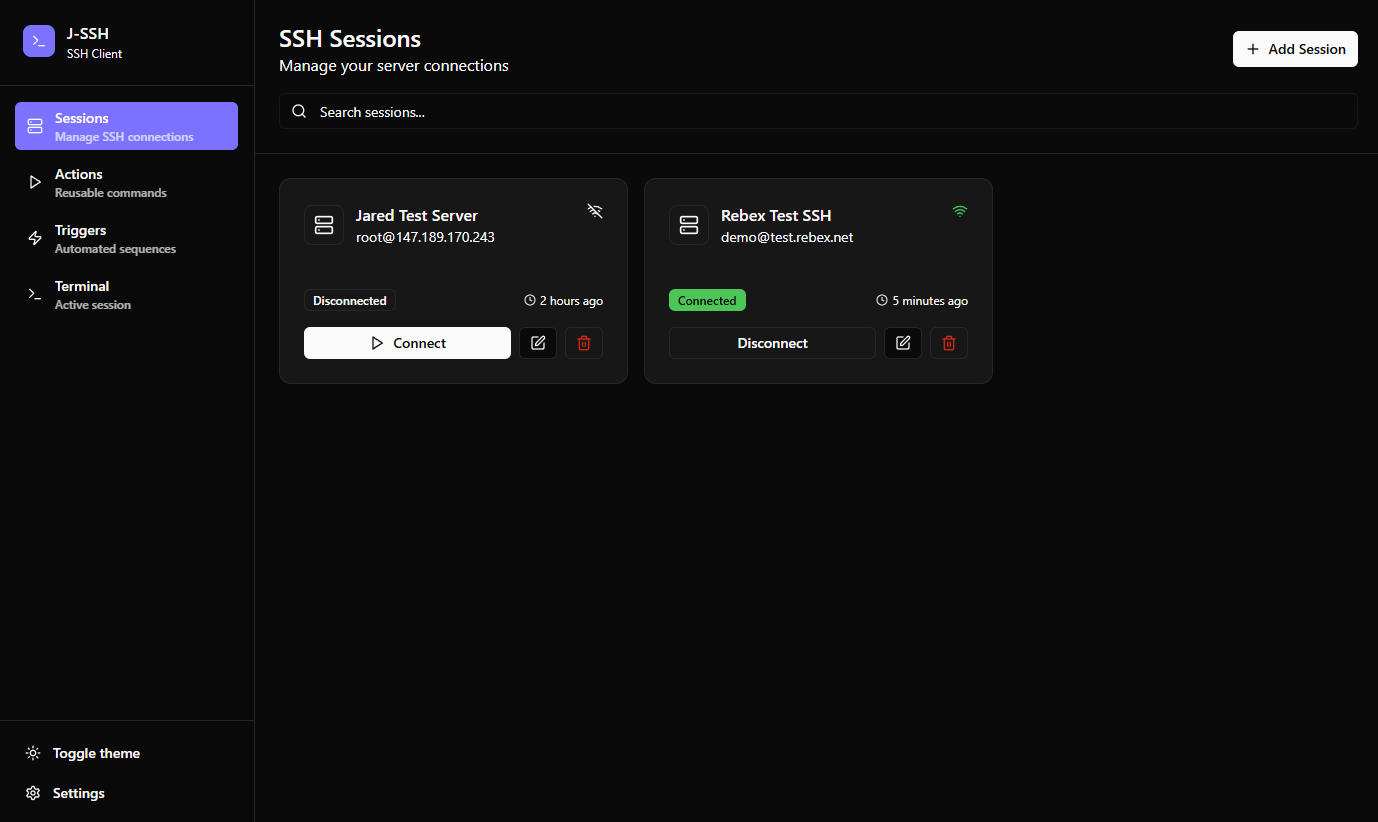 J-SSH
SSH Client
Sessions
Manage SSH connections
Actions
Reusable commands
Triggers
Automated sequences
Terminal
Active session
Toggle theme
Settings
SSH Sessions
Manage your server connections
Add Session
Search sessions...
Jared Test Server
root@147.189.170.243
Disconnected
2 hours ago
Connect
Rebex Test SSH
demo@test.rebex.net
Connected
5 minutes ago
Disconnect